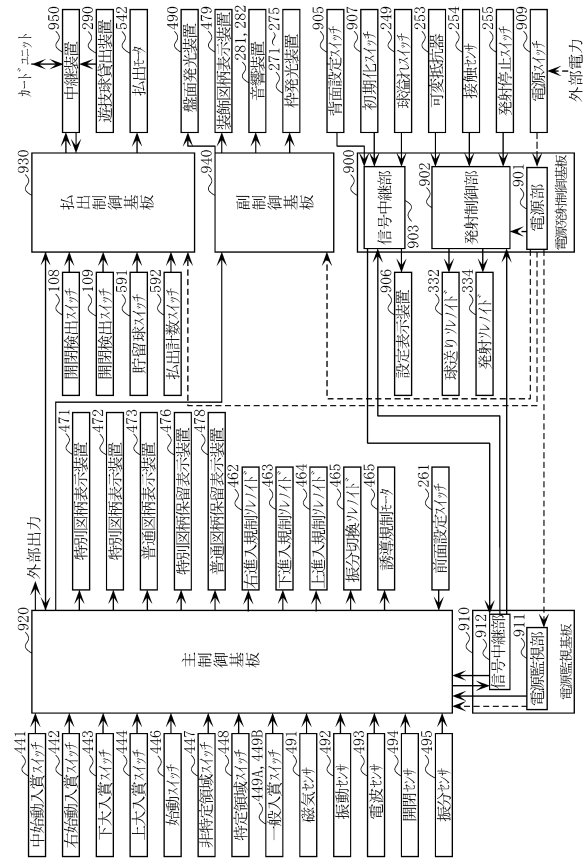 カードユニット
950
中継装置
290
遊技球貸出装置
542
払出モータ
490
盤面発光装置
479
装飾図柄表示装置
281, 282
音響装置
271～275
枠発光装置
905
背面設定スイッチ
907
初期化スイッチ
249
球溢れスイッチ
253
可変抵抗器
254
接触センサ
255
発射停止スイッチ
909
電源スイッチ
外部電力
930
払出制御基板
940
副制御基板
900
信号中継部
903
902
発射制御部
901
電源部
電源発射制御基板
108
開閉検出スイッチ
109
開閉検出スイッチ
591
貯留球スイッチ
592
払出計数スイッチ
906
設定表示装置
332
球送りソレノイド
334
発射ソレノイド
外部出力
471
特別図柄表示装置
472
特別図柄表示装置
473
普通図柄表示装置
476
特別図柄保留表示装置
478
普通図柄保留表示装置
462
右進入規制ソレノイド
463
下進入規制ソレノイド
464
上進入規制ソレノイド
465
振分切換ソレノイド
465
誘導規制モータ
261
前面設定スイッチ
920
主制御基板
910
912
信号中継部
911
電源監視部
電源監視基板
441
中始動入賞スイッチ
442
右始動入賞スイッチ
443
下大入賞スイッチ
444
上大入賞スイッチ
446
始動スイッチ
447
非特定領域スイッチ
448
特定領域スイッチ
449A, 449B
一般入賞スイッチ
491
磁気センサ
492
振動センサ
493
電波センサ
494
開閉センサ
495
振分センサ